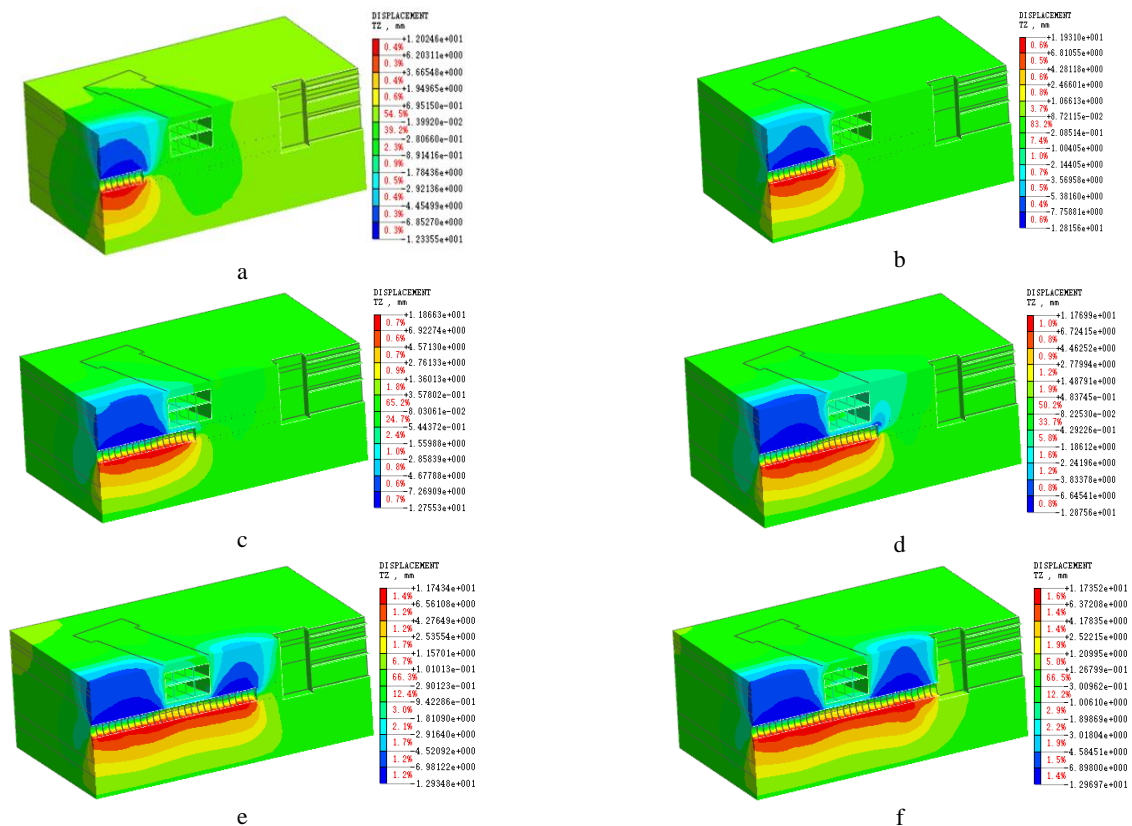 DISPLACEMENT
TZ , mm
+1.20246e+001
0.4%
+6.20311e+000
0.3%
+3.66548e+000
0.4%
+1.94965e+000
0.6%
+6.95150e-001
54.5%
-1.39920e-001
39.2%
-2.80660e-001
2.3%
-8.91416e-001
0.9%
-1.78436e+000
0.5%
-2.92136e+000
0.4%
-4.45499e+000
0.3%
-6.85270e+000
0.3%
-1.23355e+001
a
DISPLACEMENT
TZ , mm
+1.19310e+001
0.6%
+6.81055e+000
0.5%
+4.28118e+000
0.6%
+2.46601e+000
0.8%
+1.06613e+000
3.7%
+8.72115e-002
83.2%
-2.08514e-001
7.4%
-1.00405e+000
1.0%
-2.14405e+000
0.7%
-3.56958e+000
0.5%
-5.38160e+000
0.4%
-7.75881e+000
0.6%
-1.28156e+001
b
DISPLACEMENT
TZ , mm
+1.18663e+001
0.7%
+6.92274e+000
0.6%
+4.57130e+000
0.7%
+2.76133e+000
0.9%
+1.36013e+000
1.8%
+3.57802e-001
65.2%
-8.03061e-002
24.7%
-5.44372e-001
2.4%
-1.55988e+000
1.0%
-2.85839e+000
0.8%
-4.67788e+000
0.6%
-7.26909e+000
0.7%
-1.27553e+001
c
DISPLACEMENT
TZ , mm
+1.17699e+001
1.0%
+6.72415e+000
0.8%
+4.46252e+000
0.9%
+2.77994e+000
1.2%
+1.48791e+000
1.9%
+4.83745e-001
50.2%
-8.22530e-002
33.7%
-4.29226e-001
5.8%
-1.18612e+000
1.6%
-2.24196e+000
1.2%
-3.83378e+000
0.8%
-6.64541e+000
0.8%
-1.28756e+001
d
DISPLACEMENT
TZ , mm
+1.17434e+001
1.4%
+6.56108e+000
1.2%
+4.27649e+000
1.2%
+2.53554e+000
1.7%
+1.15701e+000
6.7%
+1.01013e-001
66.3%
-2.90123e-001
12.4%
-9.42286e-001
3.0%
-1.81090e+000
2.1%
-2.91640e+000
1.7%
-4.52092e+000
1.2%
-6.98122e+000
1.2%
-1.29348e+001
e
DISPLACEMENT
TZ , mm
+1.17352e+001
1.6%
+6.37208e+000
1.4%
+4.17835e+000
1.4%
+2.52215e+000
1.9%
+1.20995e+000
5.0%
+1.26799e-001
66.5%
-3.00962e-001
12.2%
-1.00610e+000
2.9%
-1.89869e+000
2.2%
-3.01804e+000
1.9%
-4.58451e+000
1.5%
-6.89800e+000
1.4%
-1.29697e+001
f